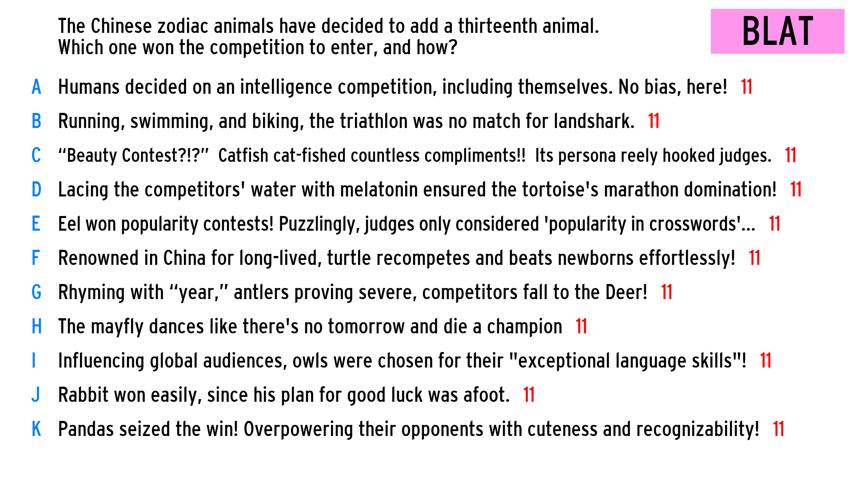 The Chinese zodiac animals have decided to add a thirteenth animal.
Which one won the competition to enter, and how?
BLAT
A Humans decided on an intelligence competition, including themselves. No bias, here! 11
B Running, swimming, and biking, the triathlon was no match for landshark. 11
C “Beauty Contest?!?” Catfish cat-fished countless compliments!! Its persona reely hooked judges. 11
D Lacing the competitors' water with melatonin ensured the tortoise's marathon domination! 11
E Eel won popularity contests! Puzzlingly, judges only considered 'popularity in crosswords'... 11
F Renowned in China for long-lived, turtle recompetes and beats newborns effortlessly! 11
G Rhyming with “year,” antlers proving severe, competitors fall to the Deer! 11
H The mayfly dances like there's no tomorrow and die a champion 11
I Influencing global audiences, owls were chosen for their "exceptional language skills"! 11
J Rabbit won easily, since his plan for good luck was afoot. 11
K Pandas seized the win! Overpowering their opponents with cuteness and recognizability! 11